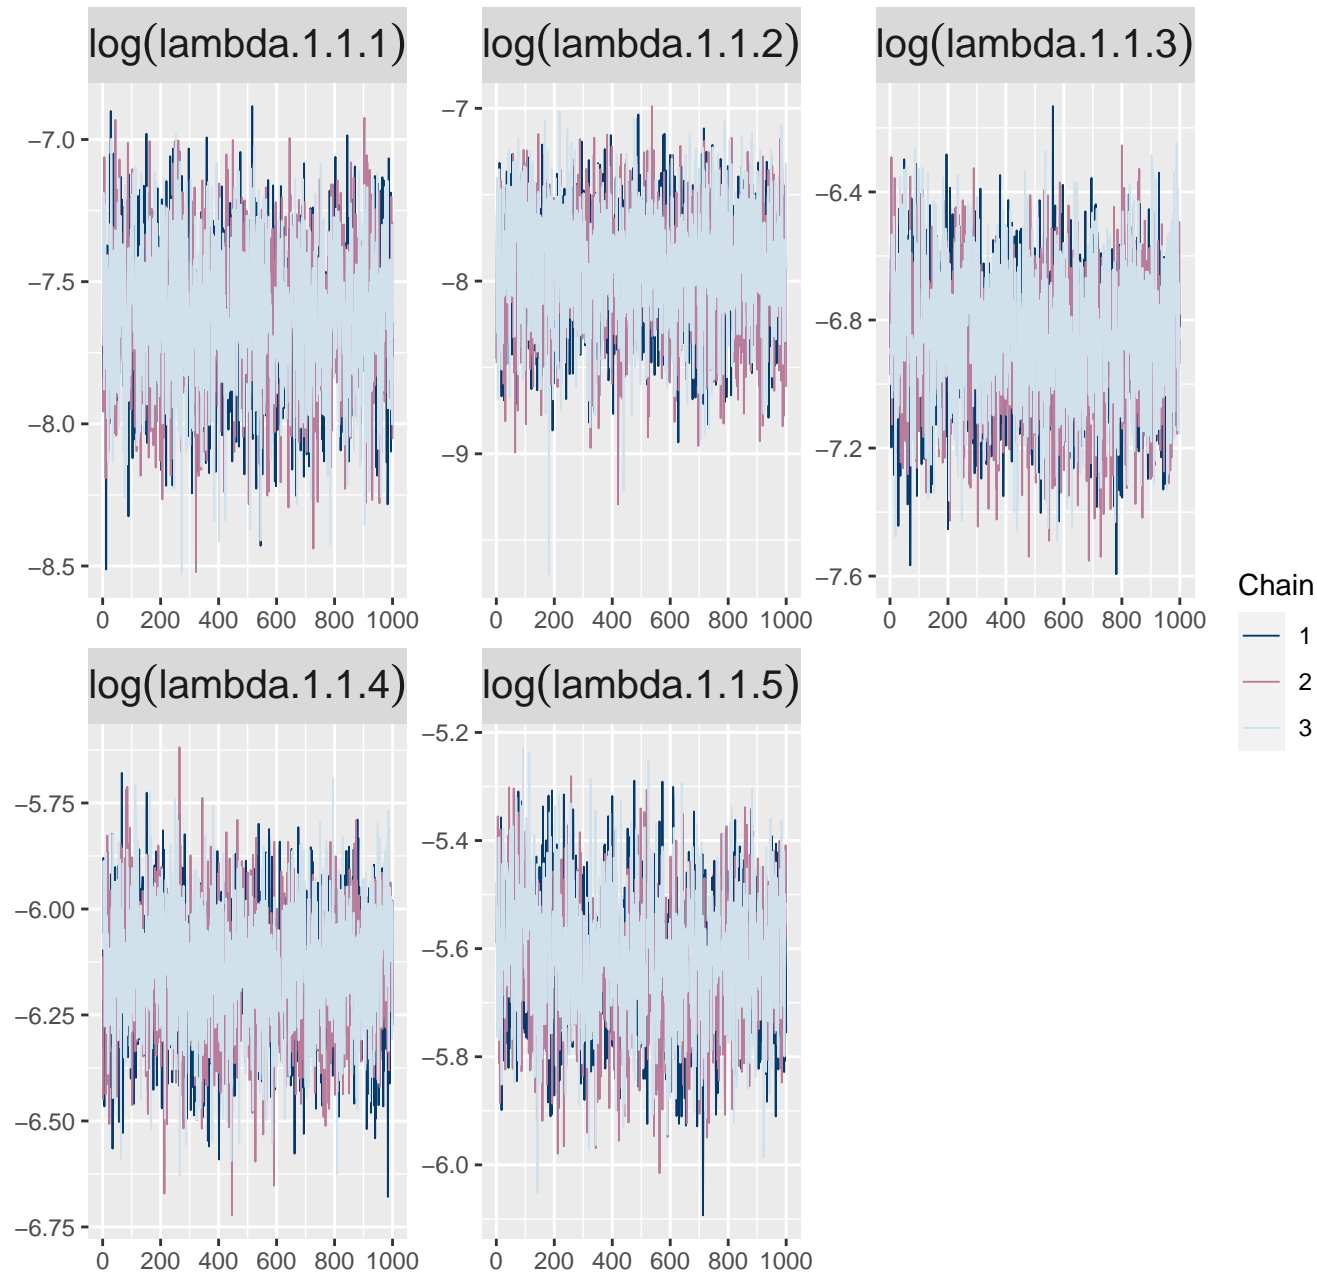 log(lambda.1.1.1)
log(lambda.1.1.2)
log(lambda.1.1.3)
−7.0
−7.5
−8.0
−8.5
−7
−8
−9
−6.4
−6.8
−7.2
−7.6
0 200 400 600 800 1000
0 200 400 600 800 1000
0 200 400 600 800 1000
Chain
1
2
3
log(lambda.1.1.4)
log(lambda.1.1.5)
−5.75
−6.00
−6.25
−6.50
−6.75
−5.2
−5.4
−5.6
−5.8
−6.0
0 200 400 600 800 1000
0 200 400 600 800 1000